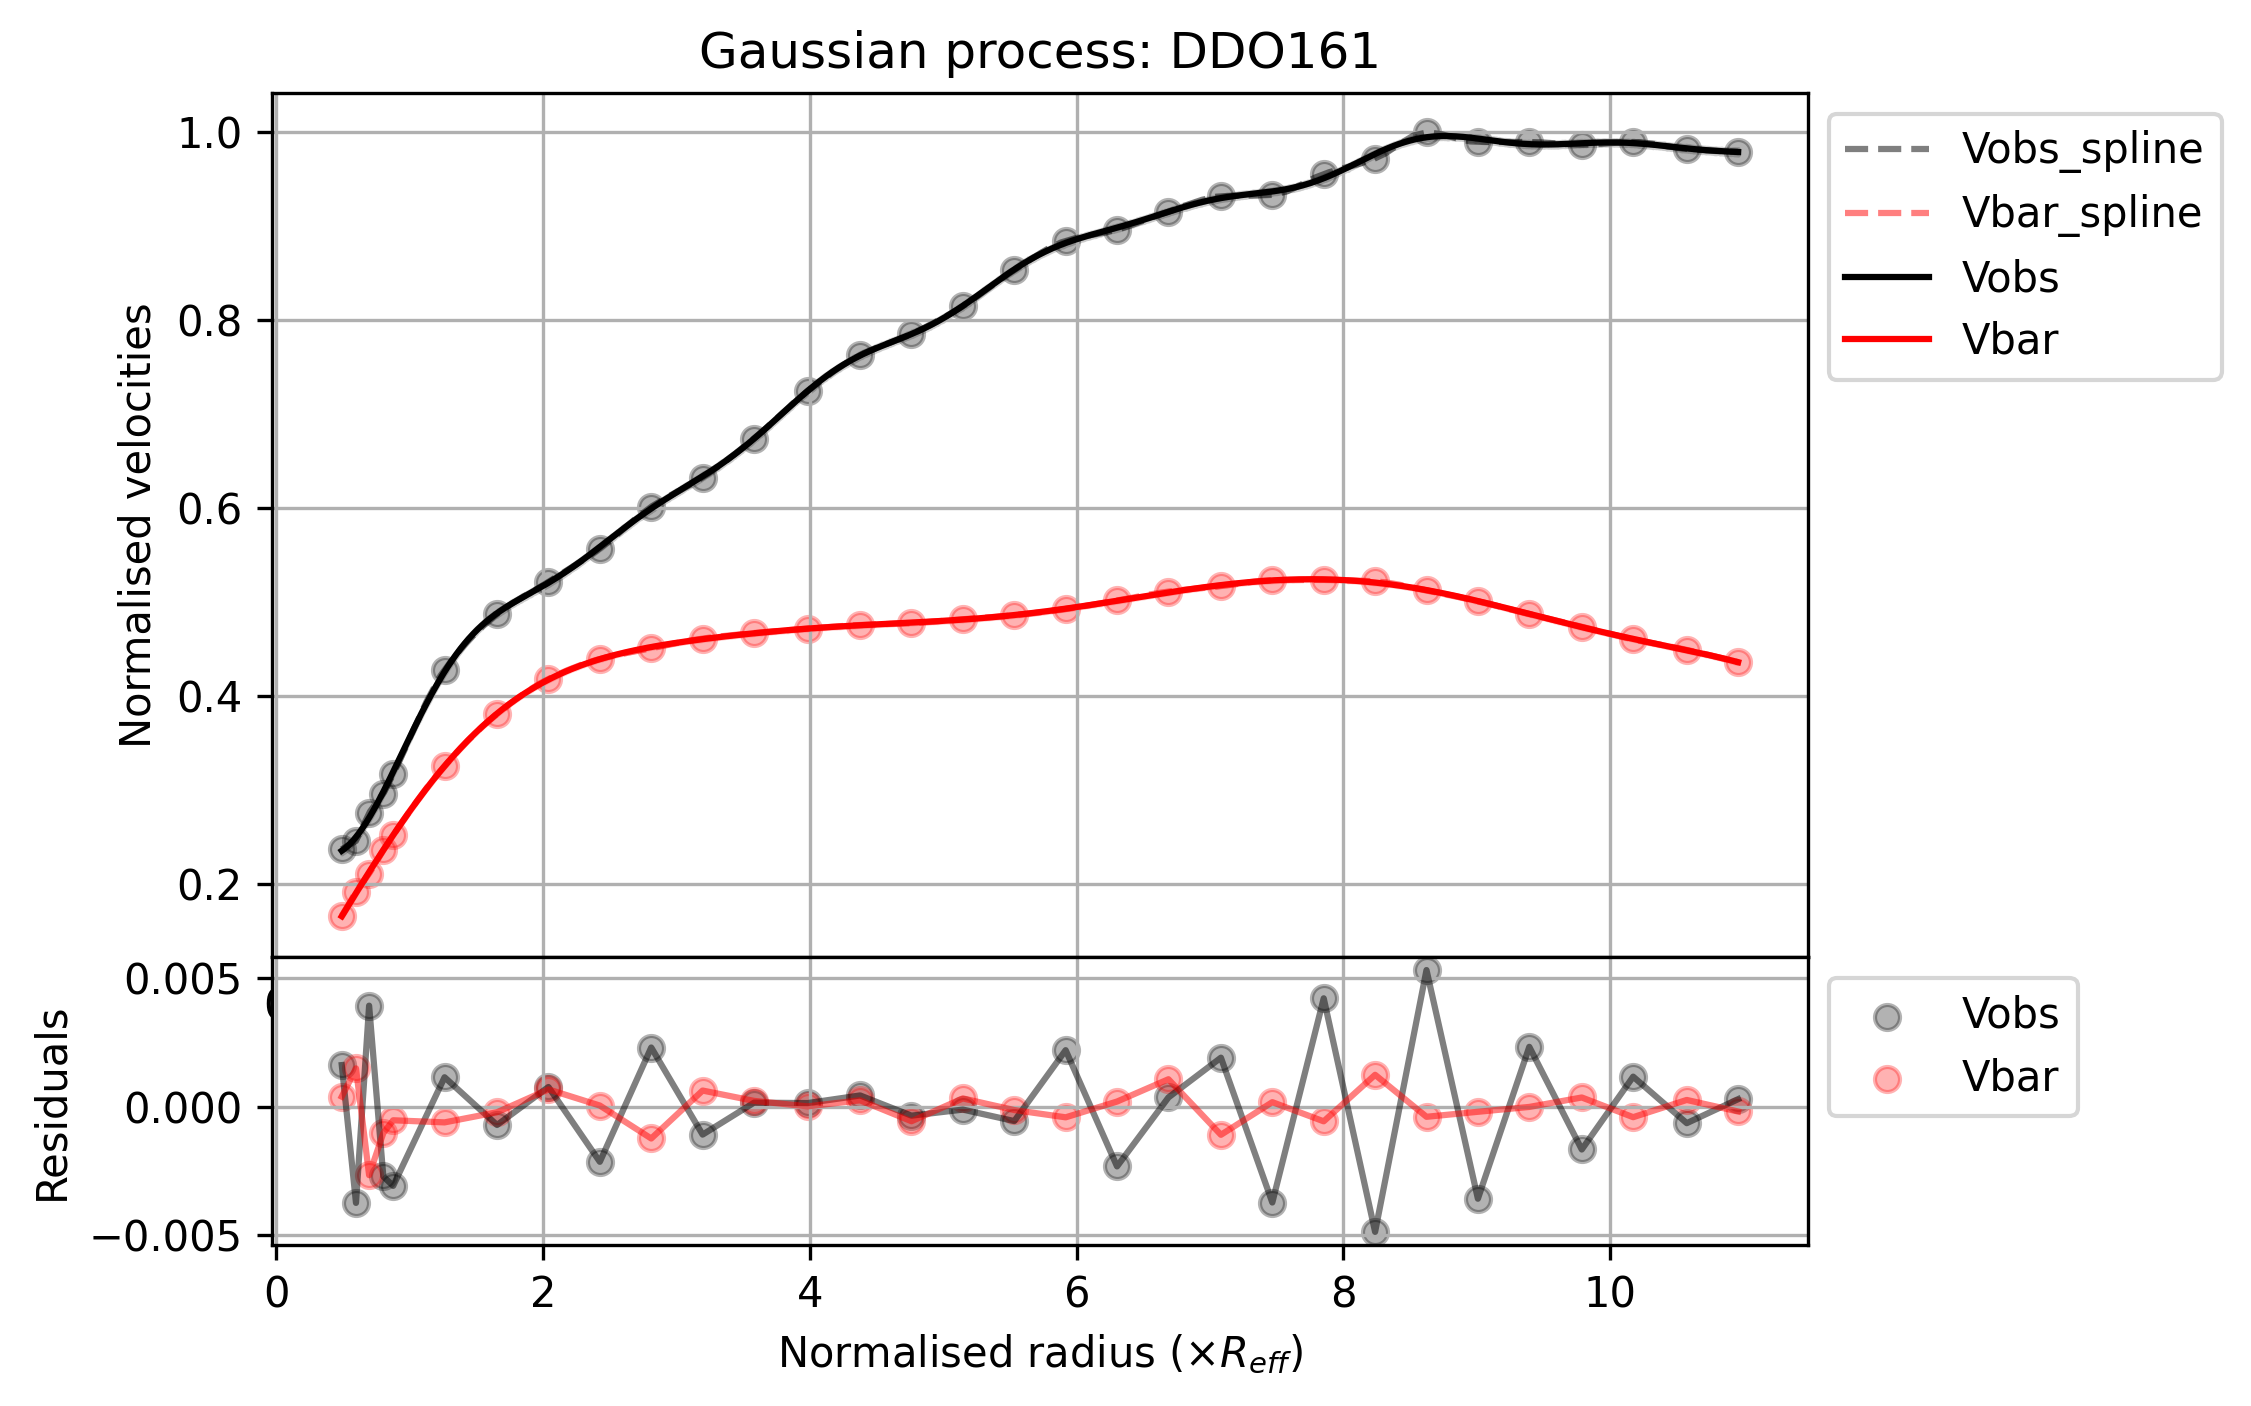 Gaussian process: DDO161
Normalised velocities
1.0
0.8
0.6
0.4
0.2
Vobs_spline
Vbar_spline
Vobs
Vbar
Residuals
0.005
0.000
−0.005
Vobs
Vbar
0 2 4 6 8 10
Normalised radius (×R_eff)